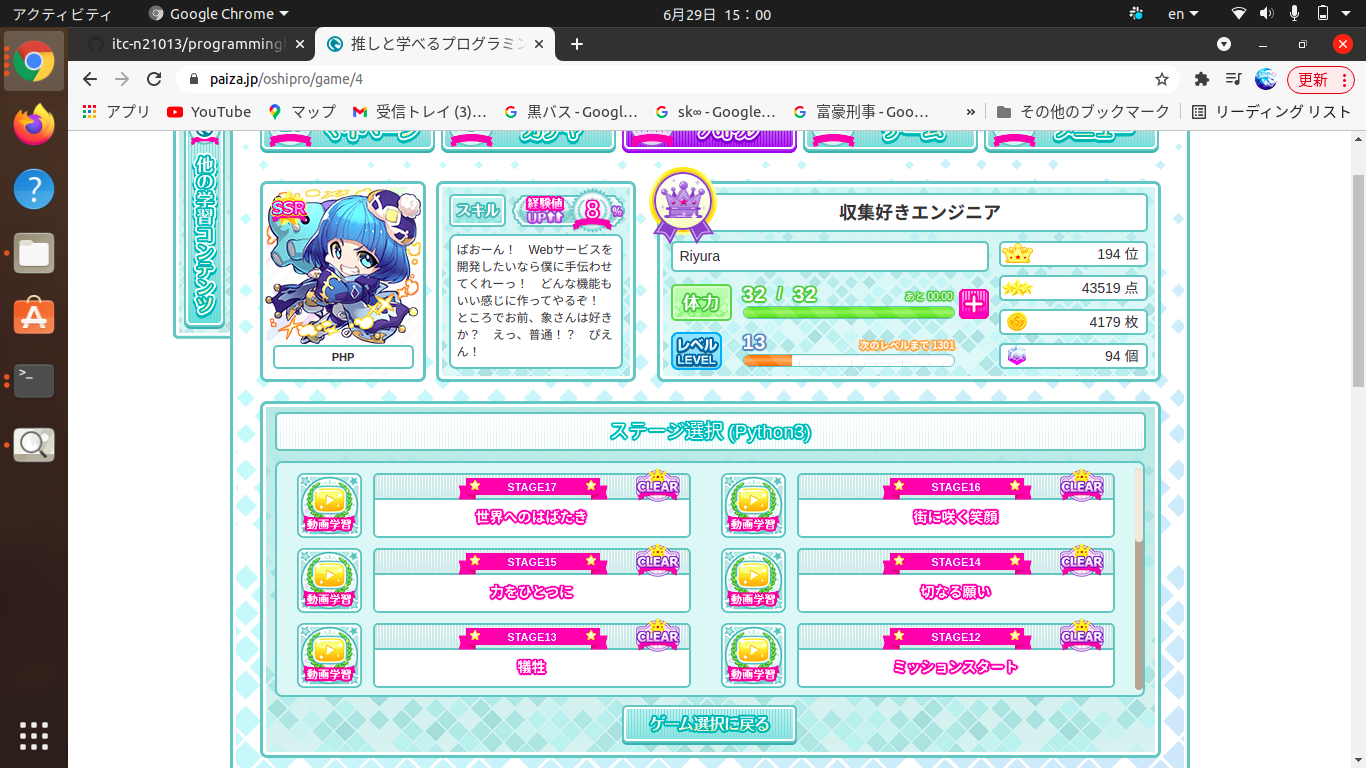 アクティビティ
Google Chrome
6月29日 15：00
en
itc-n21013/programming
推しと学べるプログラミン
paiza.jp/oshipro/game/4
更新
アプリ
YouTube
マップ
受信トレイ (3)…
黒バス - Googl…
sk∞ - Google…
富豪刑事 - Goo…
»
その他のブックマーク
リーディング リスト
他の学習コンテンツ
SSR
PHP
スキル
経験値
UP
8
%
ぱおーん！　Webサービスを
開発したいなら僕に手伝わせ
てくれーっ！　どんな機能も
いい感じに作ってやるぞ！
ところでお前、象さんは好き
か？　えっ、普通！？　ぴえ
ん！
収集好きエンジニア
Riyura
194 位
体力
32 / 32
あと 00:00
43519 点
4179 枚
レベル
LEVEL
13
次のレベルまで 1301
94 個
ステージ選択 (Python3)
動画学習
STAGE17
CLEAR
世界へのはばたき
動画学習
STAGE16
CLEAR
街に咲く笑顔
動画学習
STAGE15
CLEAR
力をひとつに
動画学習
STAGE14
CLEAR
切なる願い
動画学習
STAGE13
CLEAR
犠牲
動画学習
STAGE12
CLEAR
ミッションスタート
ゲーム選択に戻る